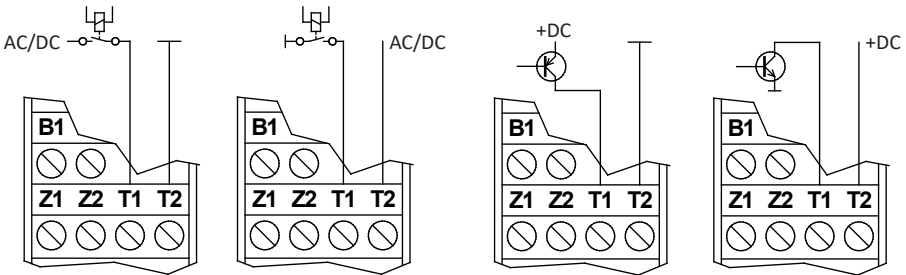 AC/DC
B1
Z1 Z2 T1 T2
AC/DC
B1
Z1 Z2 T1 T2
+DC
B1
Z1 Z2 T1 T2
+DC
B1
Z1 Z2 T1 T2